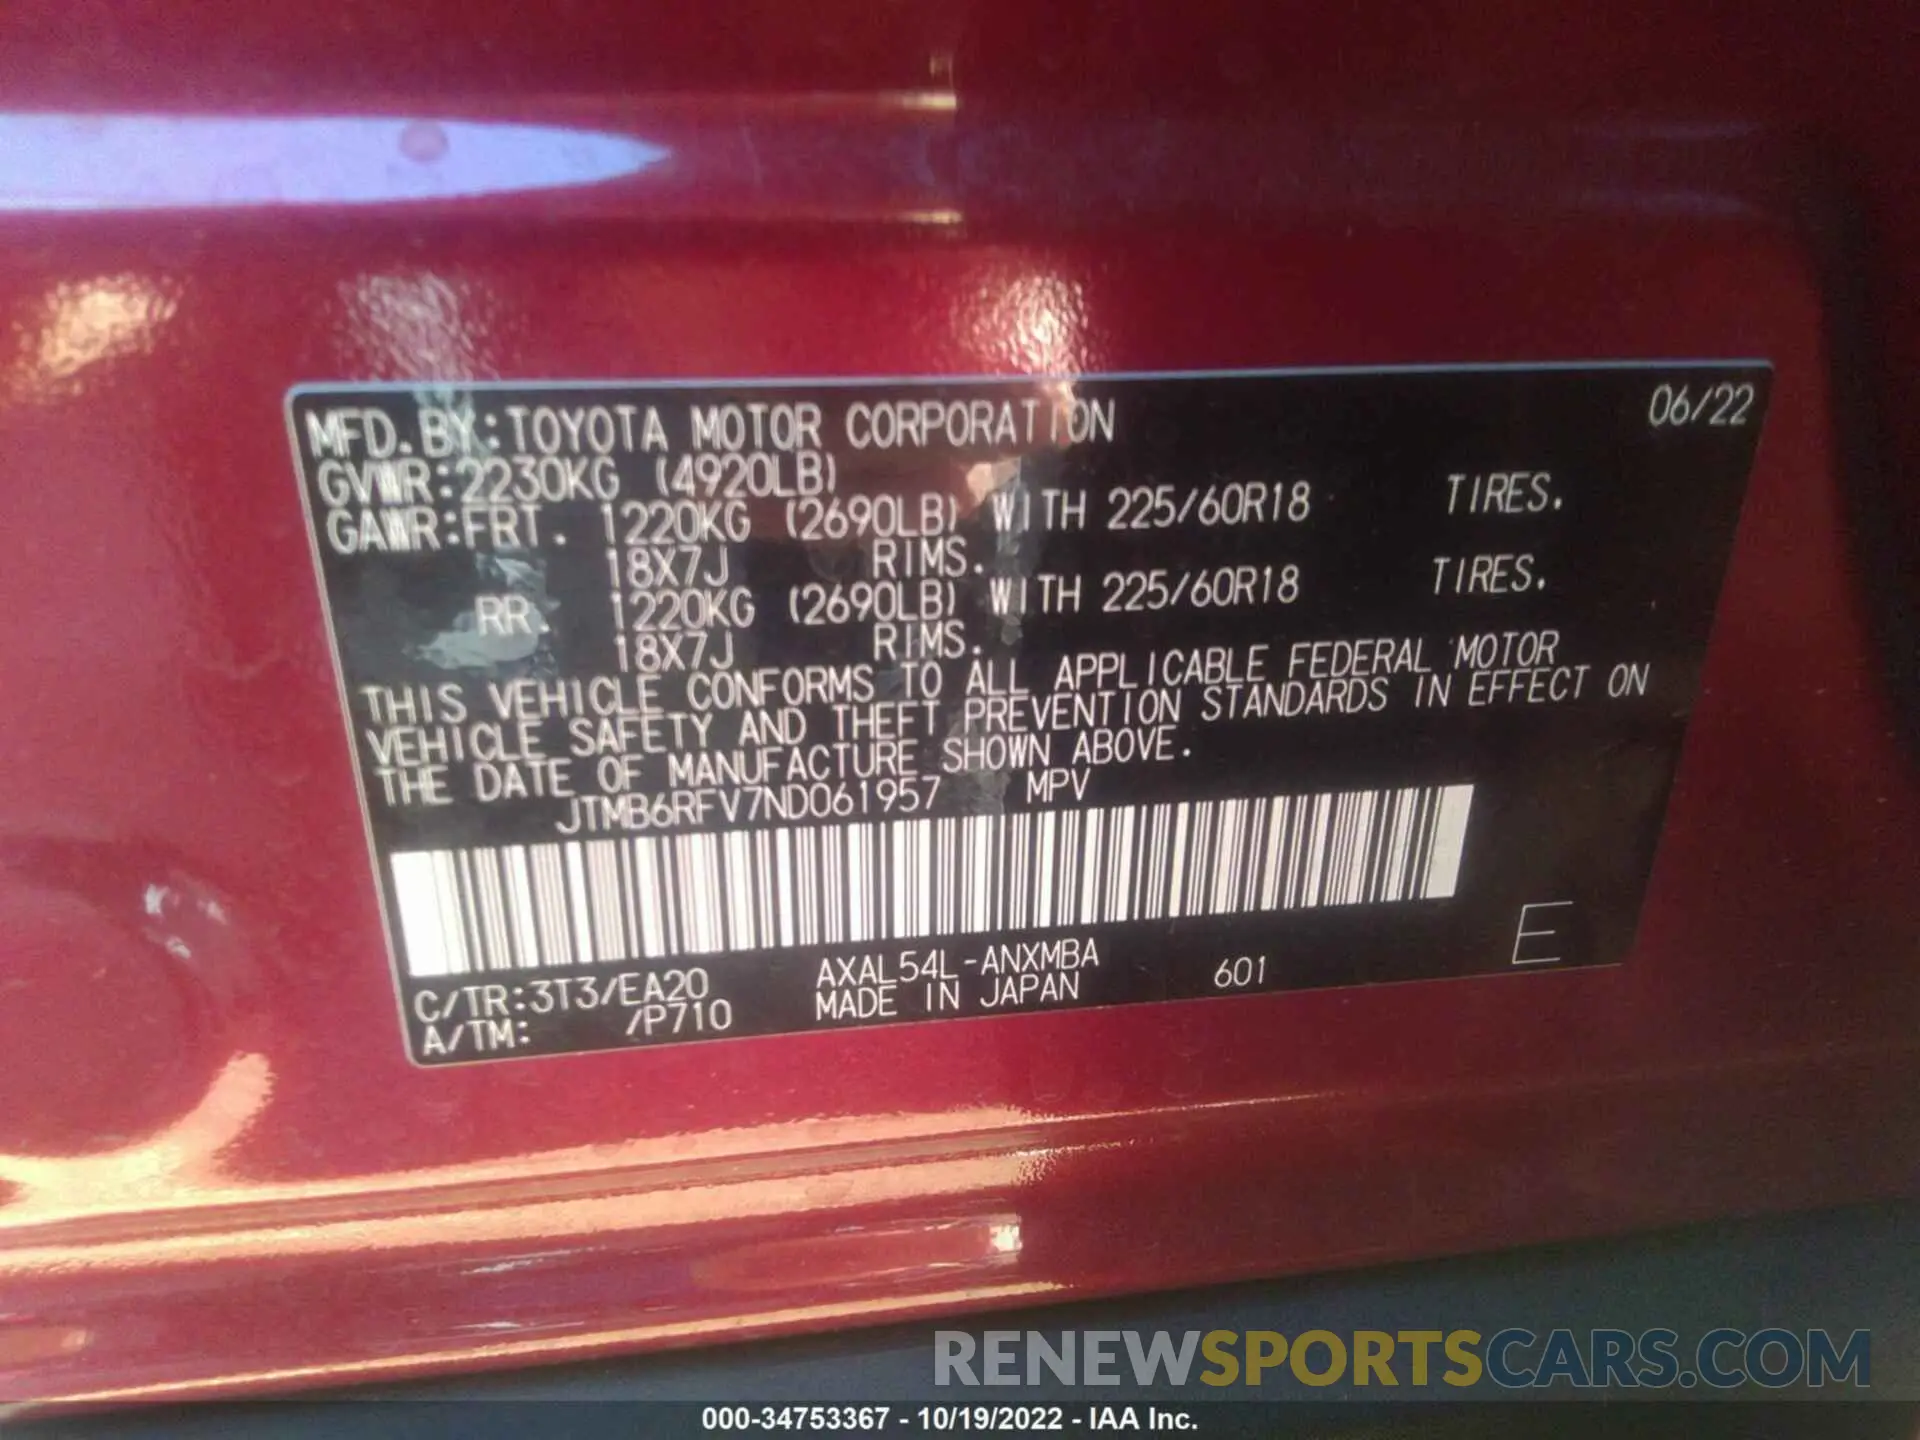 06/22
MFD.BY:TOYOTA MOTOR CORPORATION
GVWR:2230KG (4920LB)
GAWR:FRT. 1220KG (2690LB) WITH 225/60R18 TIRES.
18X7J RIMS.
RR. 1220KG (2690LB) WITH 225/60R18 TIRES.
18X7J RIMS.
THIS VEHICLE CONFORMS TO ALL APPLICABLE FEDERAL MOTOR
VEHICLE SAFETY AND THEFT PREVENTION STANDARDS IN EFFECT ON
THE DATE OF MANUFACTURE SHOWN ABOVE.
JTMB6RFV7ND061957 MPV
C/TR:3T3/EA20 AXAL54L-ANXMBA 601 E
A/TM: /P710 MADE IN JAPAN
RENEWSPORTSCARS.COM
000-34753367 - 10/19/2022 - IAA Inc.